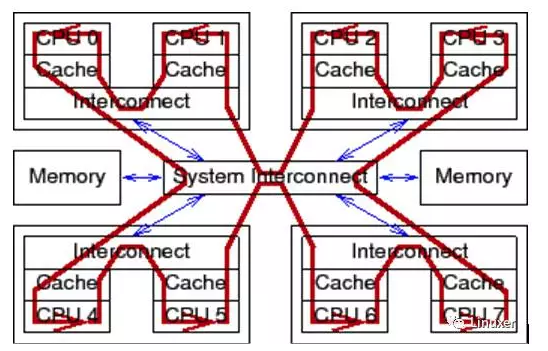 CPU 0 CPU 1 CPU 2 CPU 3
Cache Cache Cache Cache
Interconnect Interconnect
Memory System Interconnect Memory
Interconnect Interconnect
Cache Cache Cache Cache
CPU 4 CPU 5 CPU 6 CPU 7
Linuxer